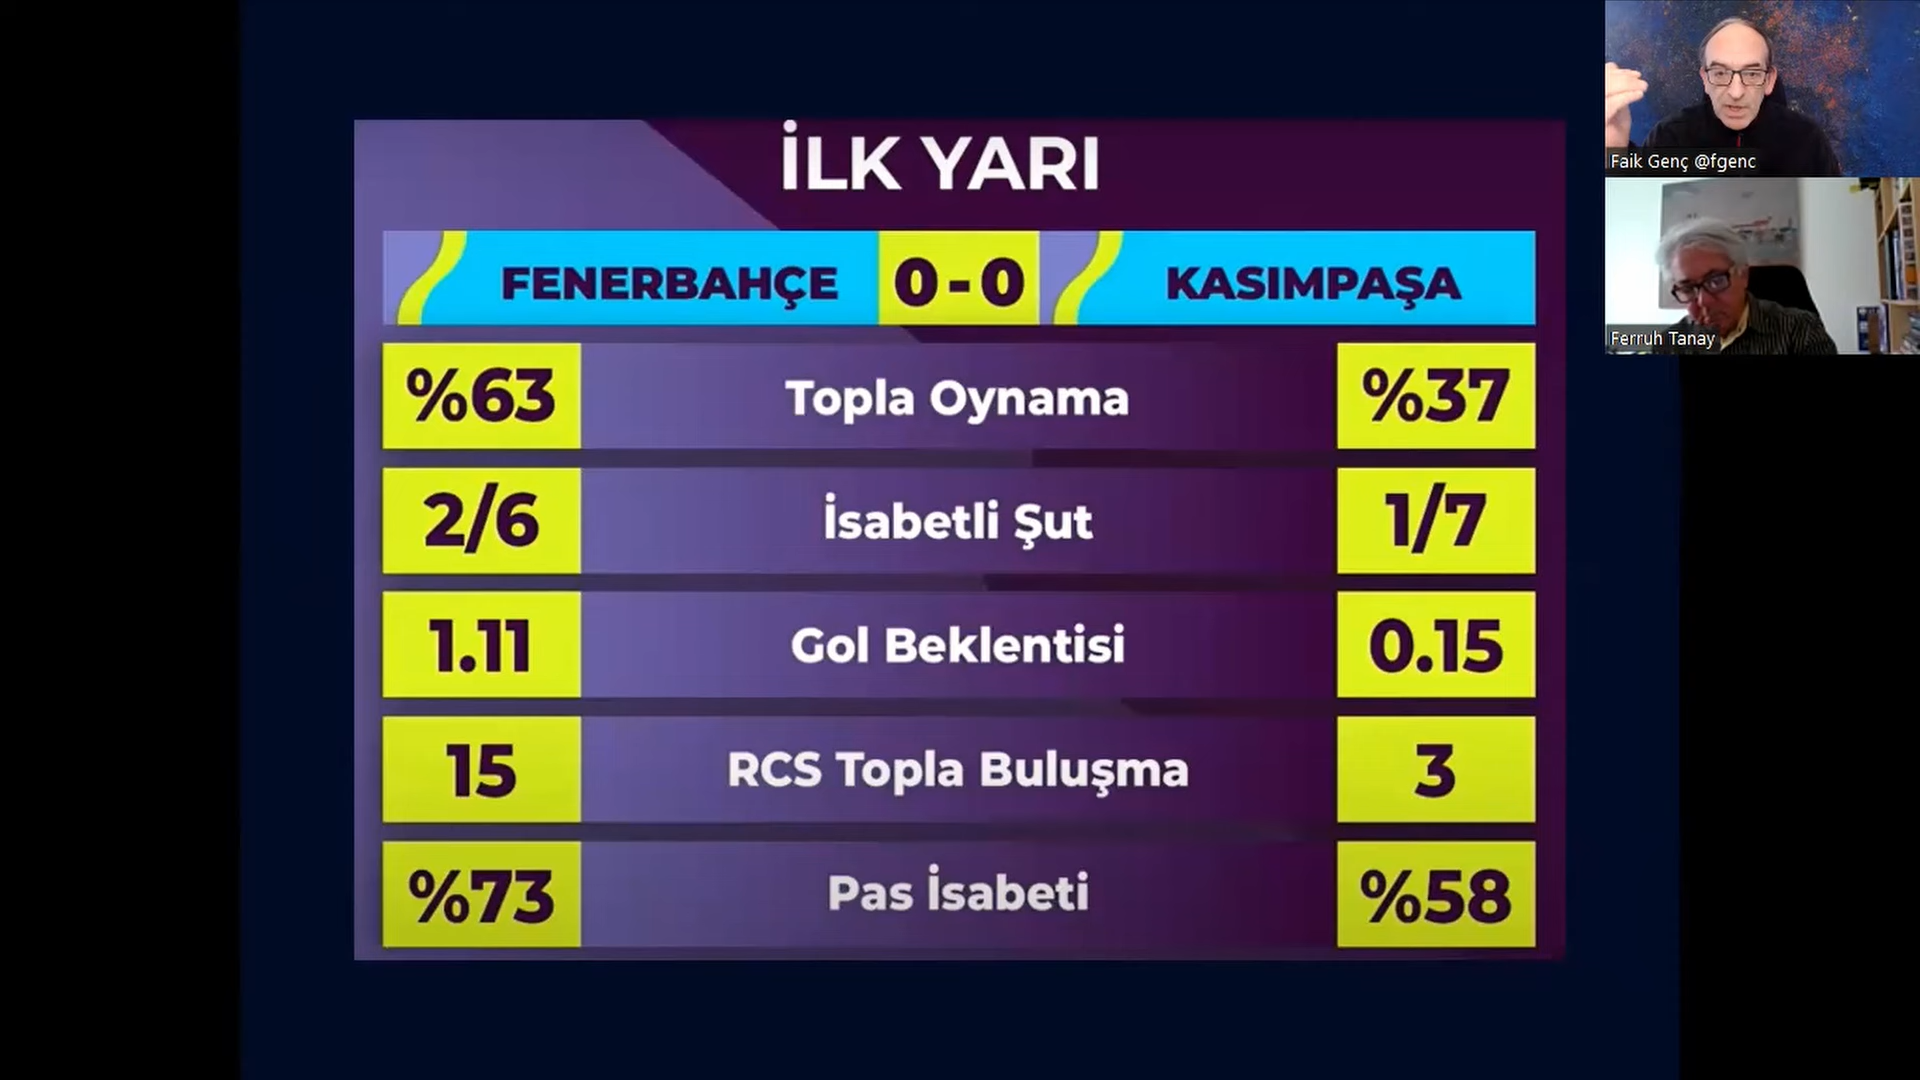 İLK YARI
FENERBAHÇE 0-0 KASIMPAŞA
%63 Topla Oynama %37
2/6 İsabetli Şut 1/7
1.11 Gol Beklentisi 0.15
15 RCS Topla Buluşma 3
%73 Pas İsabeti %58
Faik Genç @fgenc
Ferruh Tanay